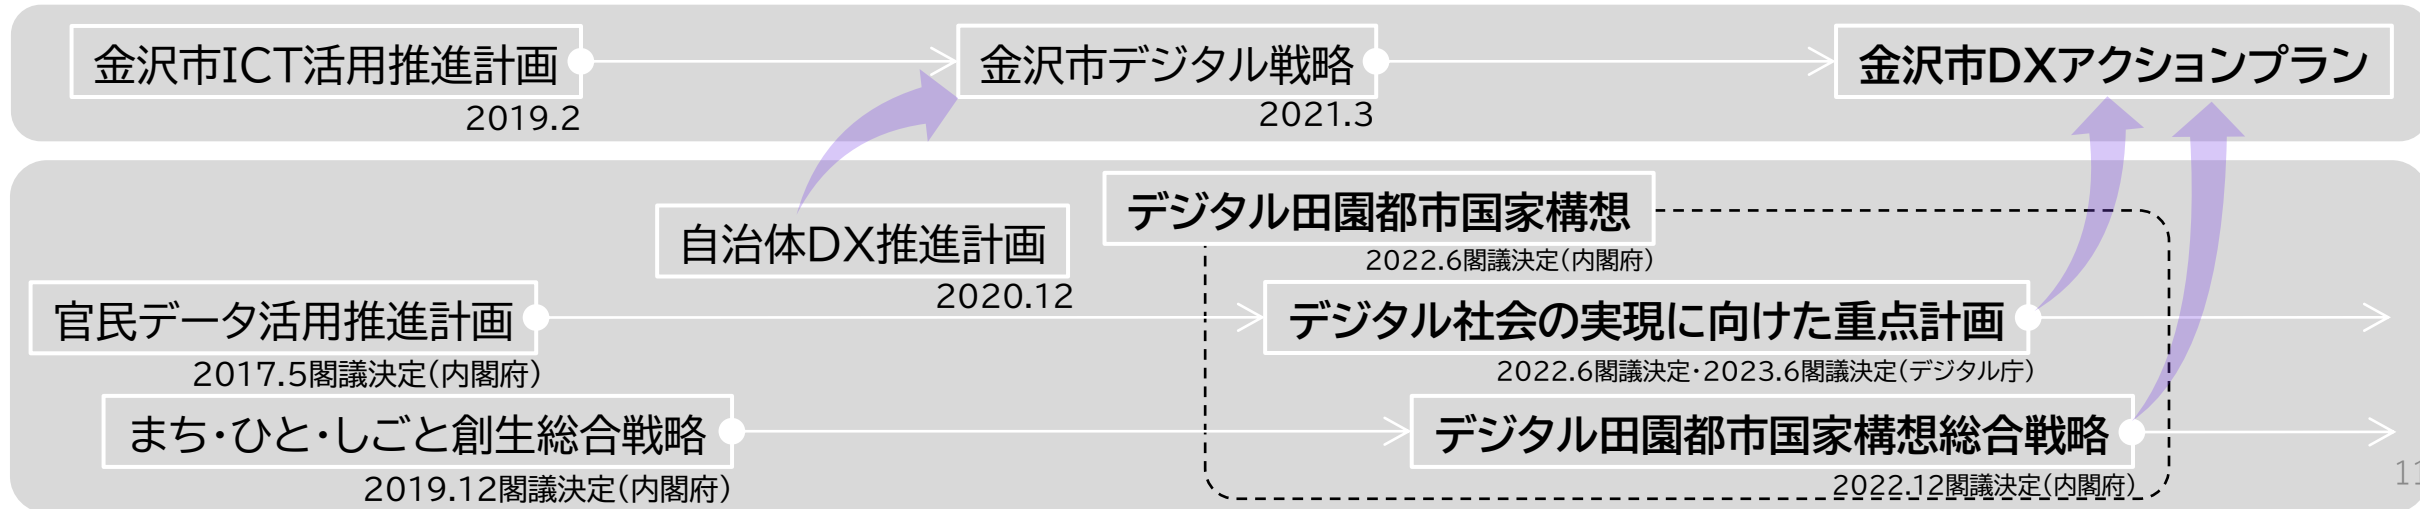 金沢市ICT活用推進計画
2019.2
金沢市デジタル戦略
2021.3
金沢市DXアクションプラン
自治体DX推進計画
2020.12
デジタル田園都市国家構想
2022.6閣議決定(内閣府)
官民データ活用推進計画
2017.5閣議決定(内閣府)
デジタル社会の実現に向けた重点計画
2022.6閣議決定・2023.6閣議決定(デジタル庁)
まち・ひと・しごと創生総合戦略
2019.12閣議決定(内閣府)
デジタル田園都市国家構想総合戦略
2022.12閣議決定(内閣府)
11